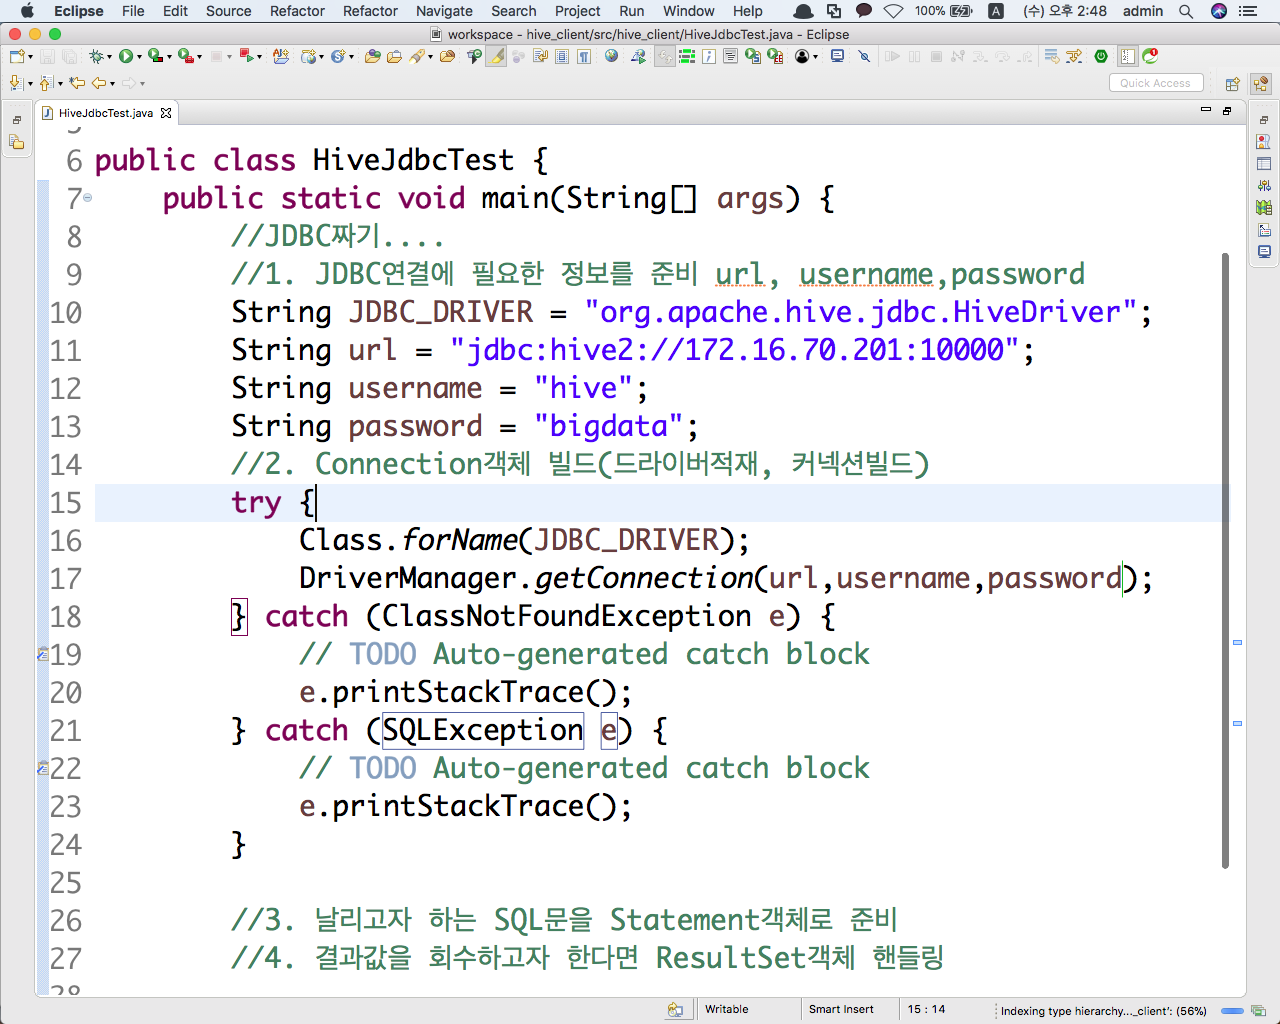 Eclipse File Edit Source Refactor Refactor Navigate Search Project Run Window Help 100% A (수) 오후 2:48 admin
workspace - hive_client/src/hive_client/HiveJdbcTest.java - Eclipse
Quick Access
HiveJdbcTest.java
6 public class HiveJdbcTest {
7 public static void main(String[] args) {
8 //JDBC짜기....
9 //1. JDBC연결에 필요한 정보를 준비 url, username,password
10 String JDBC_DRIVER = "org.apache.hive.jdbc.HiveDriver";
11 String url = "jdbc:hive2://172.16.70.201:10000";
12 String username = "hive";
13 String password = "bigdata";
14 //2. Connection객체 빌드(드라이버적재, 커넥션빌드)
15 try {
16 Class.forName(JDBC_DRIVER);
17 DriverManager.getConnection(url,username,password);
18 } catch (ClassNotFoundException e) {
19 // TODO Auto-generated catch block
20 e.printStackTrace();
21 } catch (SQLException e) {
22 // TODO Auto-generated catch block
23 e.printStackTrace();
24 }
25
26 //3. 날리고자 하는 SQL문을 Statement객체로 준비
27 //4. 결과값을 회수하고자 한다면 ResultSet객체 핸들링
Writable Smart Insert 15 : 14 Indexing type hierarchy..._client': (56%)